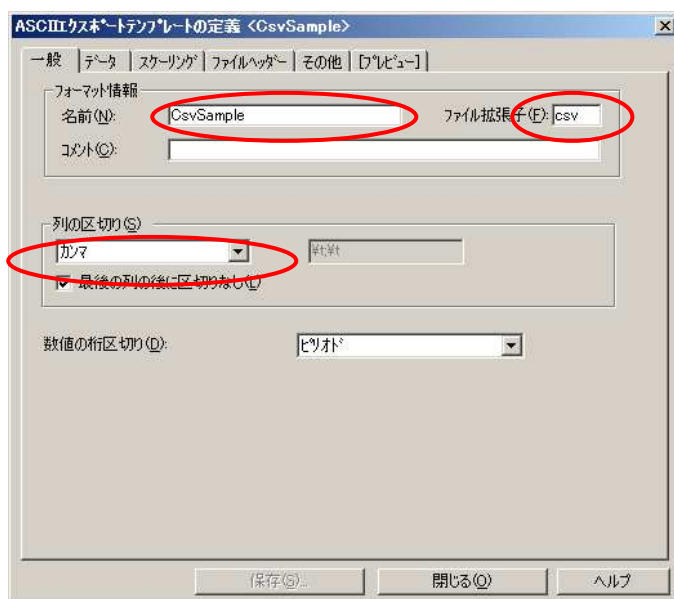 ASCIIエクスポートテンプレートの定義 <CsvSample>
一般 データ スケーリング ファイルヘッダー その他 [プレビュー]
フォーマット情報
名前(N): CsvSample ファイル拡張子(F): csv
コメント(C):
列の区切り(S)
カンマ ¥t;¥t
最後の列の後に区切りなし(L)
数値の桁区切り(D): ピリオド
保存(S)... 閉じる(O) ヘルプ